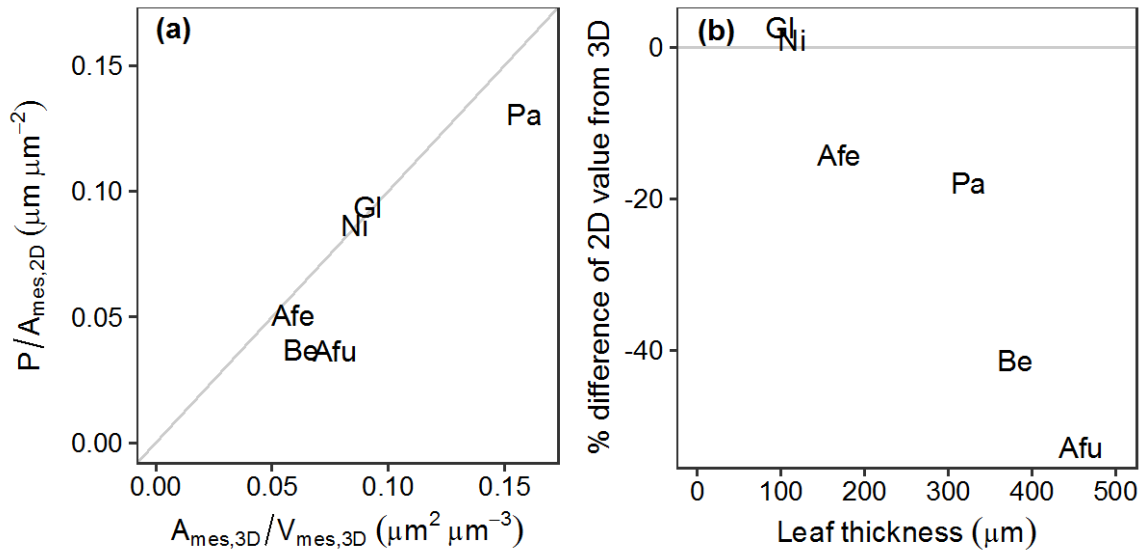 (a)
0.15
0.10
0.05
0.00
P/Ames,2D (μm μm−2)
Pa
Gl
Ni
Afe
Be
Afu
0.00 0.05 0.10 0.15
Ames,3D/Vmes,3D (μm2 μm−3)
(b)
0
-20
-40
% difference of 2D value from 3D
Gl
Ni
Afe
Pa
Be
Afu
0 100 200 300 400 500
Leaf thickness (μm)